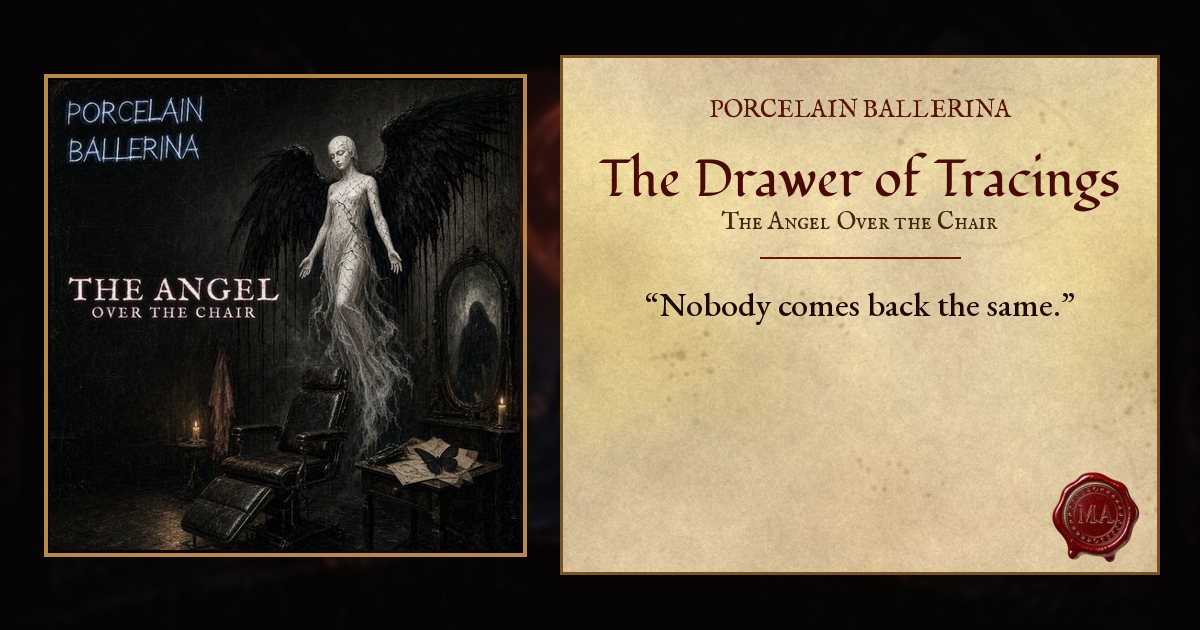 PORCELAIN
BALLERINA
THE ANGEL
OVER THE CHAIR
PORCELAIN BALLERINA
The Drawer of Tracings
The Angel Over the Chair
“Nobody comes back the same.”
MA